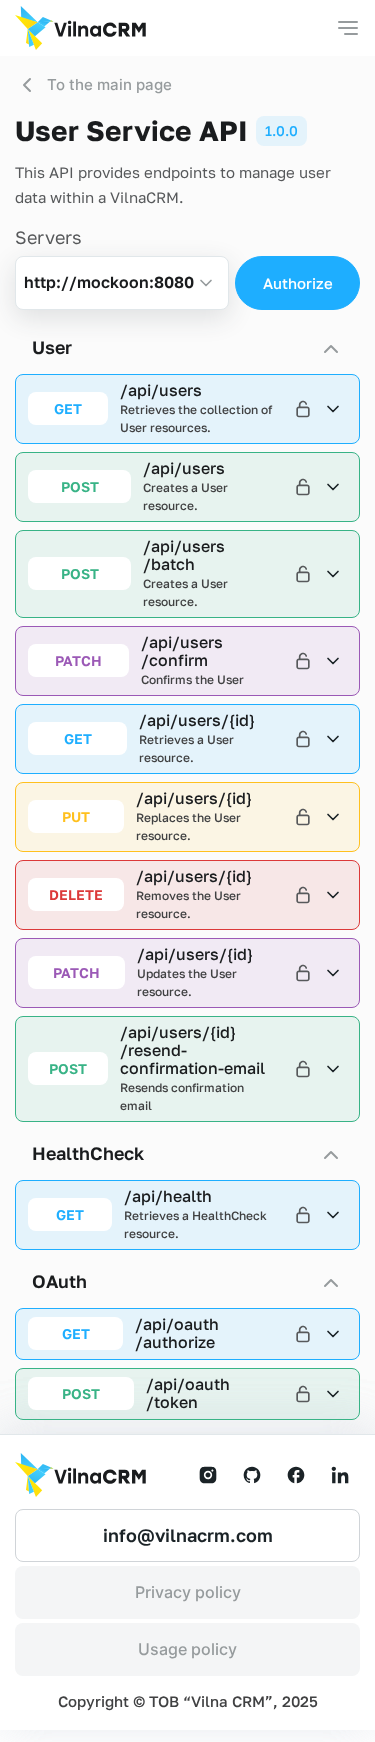 VilnaCRM
To the main page
User Service API 1.0.0
This API provides endpoints to manage user
data within a VilnaCRM.
Servers
http://mockoon:8080 Authorize
User
GET
/api/users
Retrieves the collection of
User resources.
POST
/api/users
Creates a User
resource.
POST
/api/users
/batch
Creates a User
resource.
PATCH
/api/users
/confirm
Confirms the User
GET
/api/users/{id}
Retrieves a User
resource.
PUT
/api/users/{id}
Replaces the User
resource.
DELETE
/api/users/{id}
Removes the User
resource.
PATCH
/api/users/{id}
Updates the User
resource.
POST
/api/users/{id}
/resend-
confirmation-email
Resends confirmation
email
HealthCheck
GET
/api/health
Retrieves a HealthCheck
resource.
OAuth
GET
/api/oauth
/authorize
POST
/api/oauth
/token
VilnaCRM
info@vilnacrm.com
Privacy policy
Usage policy
Copyright © ТОВ “Vilna CRM”, 2025